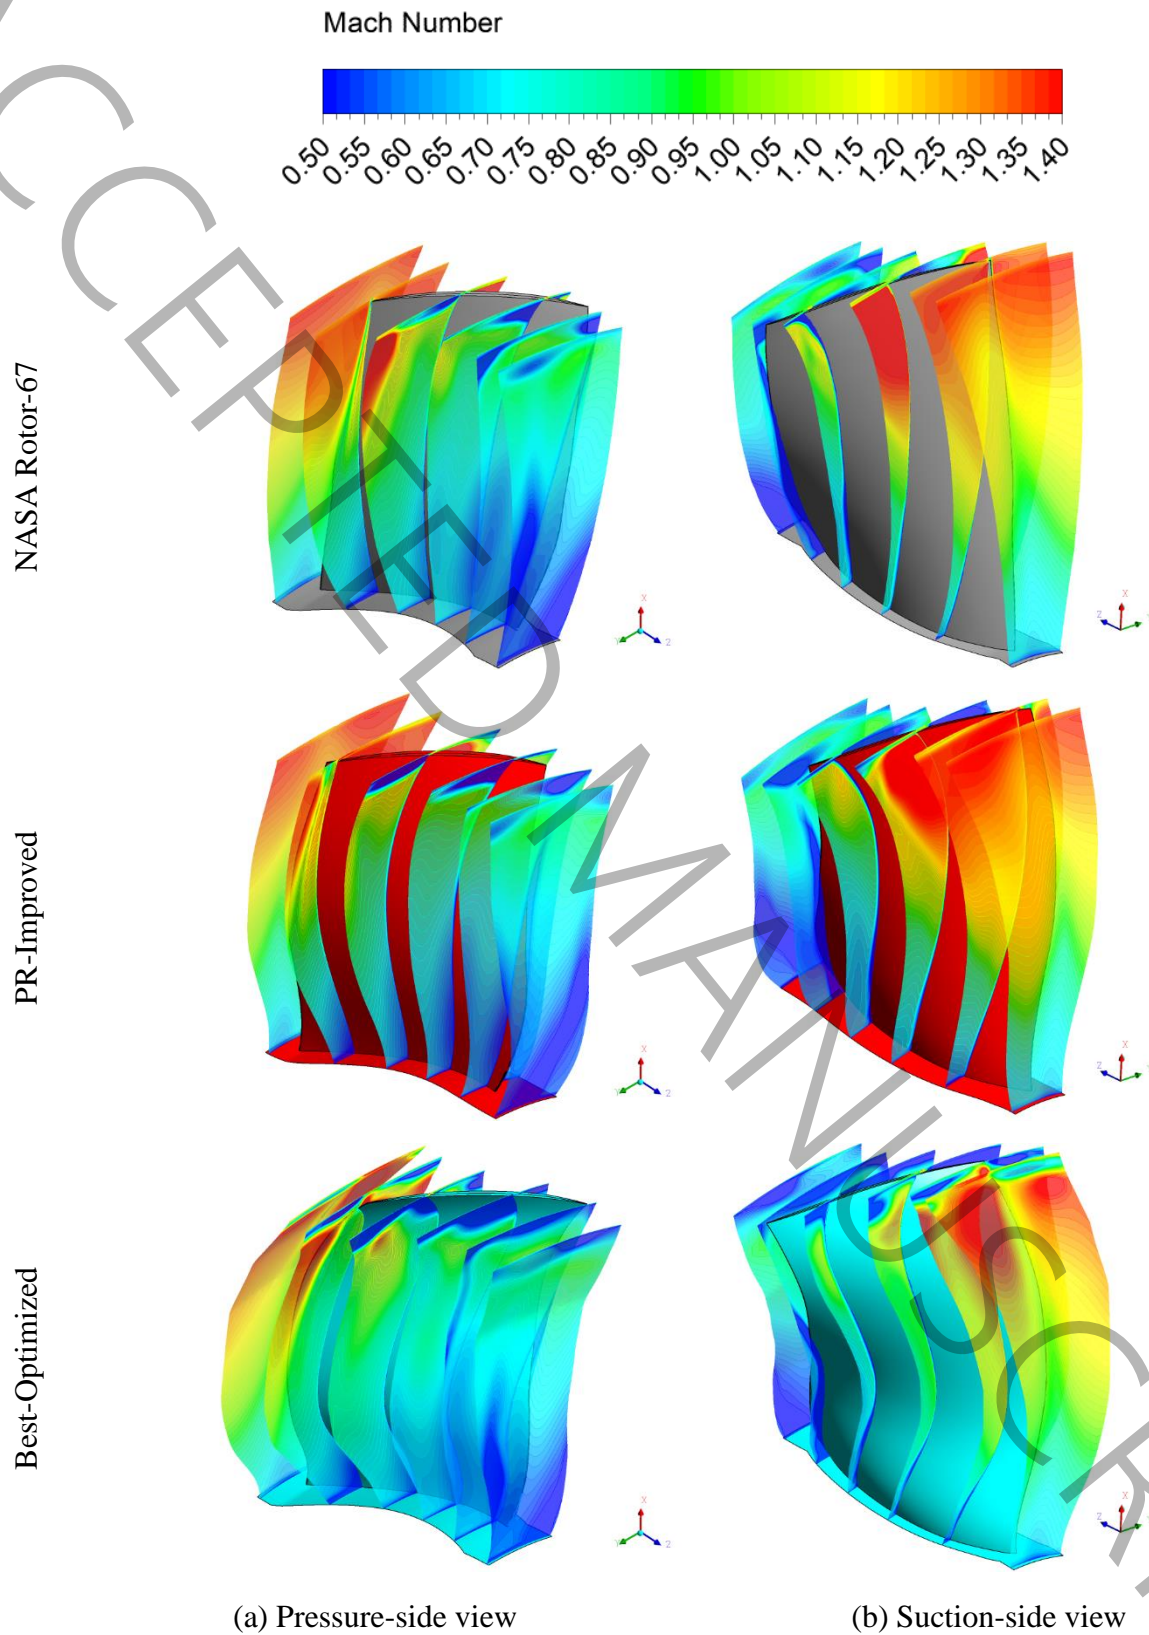 Mach Number
0.50 0.55 0.60 0.65 0.70 0.75 0.80 0.85 0.90 0.95 1.00 1.05 1.10 1.15 1.20 1.25 1.30 1.35 1.40
NASA Rotor-67
X
Y
Z
X
Z
PR-Improved
X
Y
Z
X
Z
Best-Optimized
X
Y
Z
X
Z
(a) Pressure-side view
(b) Suction-side view
CCEPTED MANUSCRI